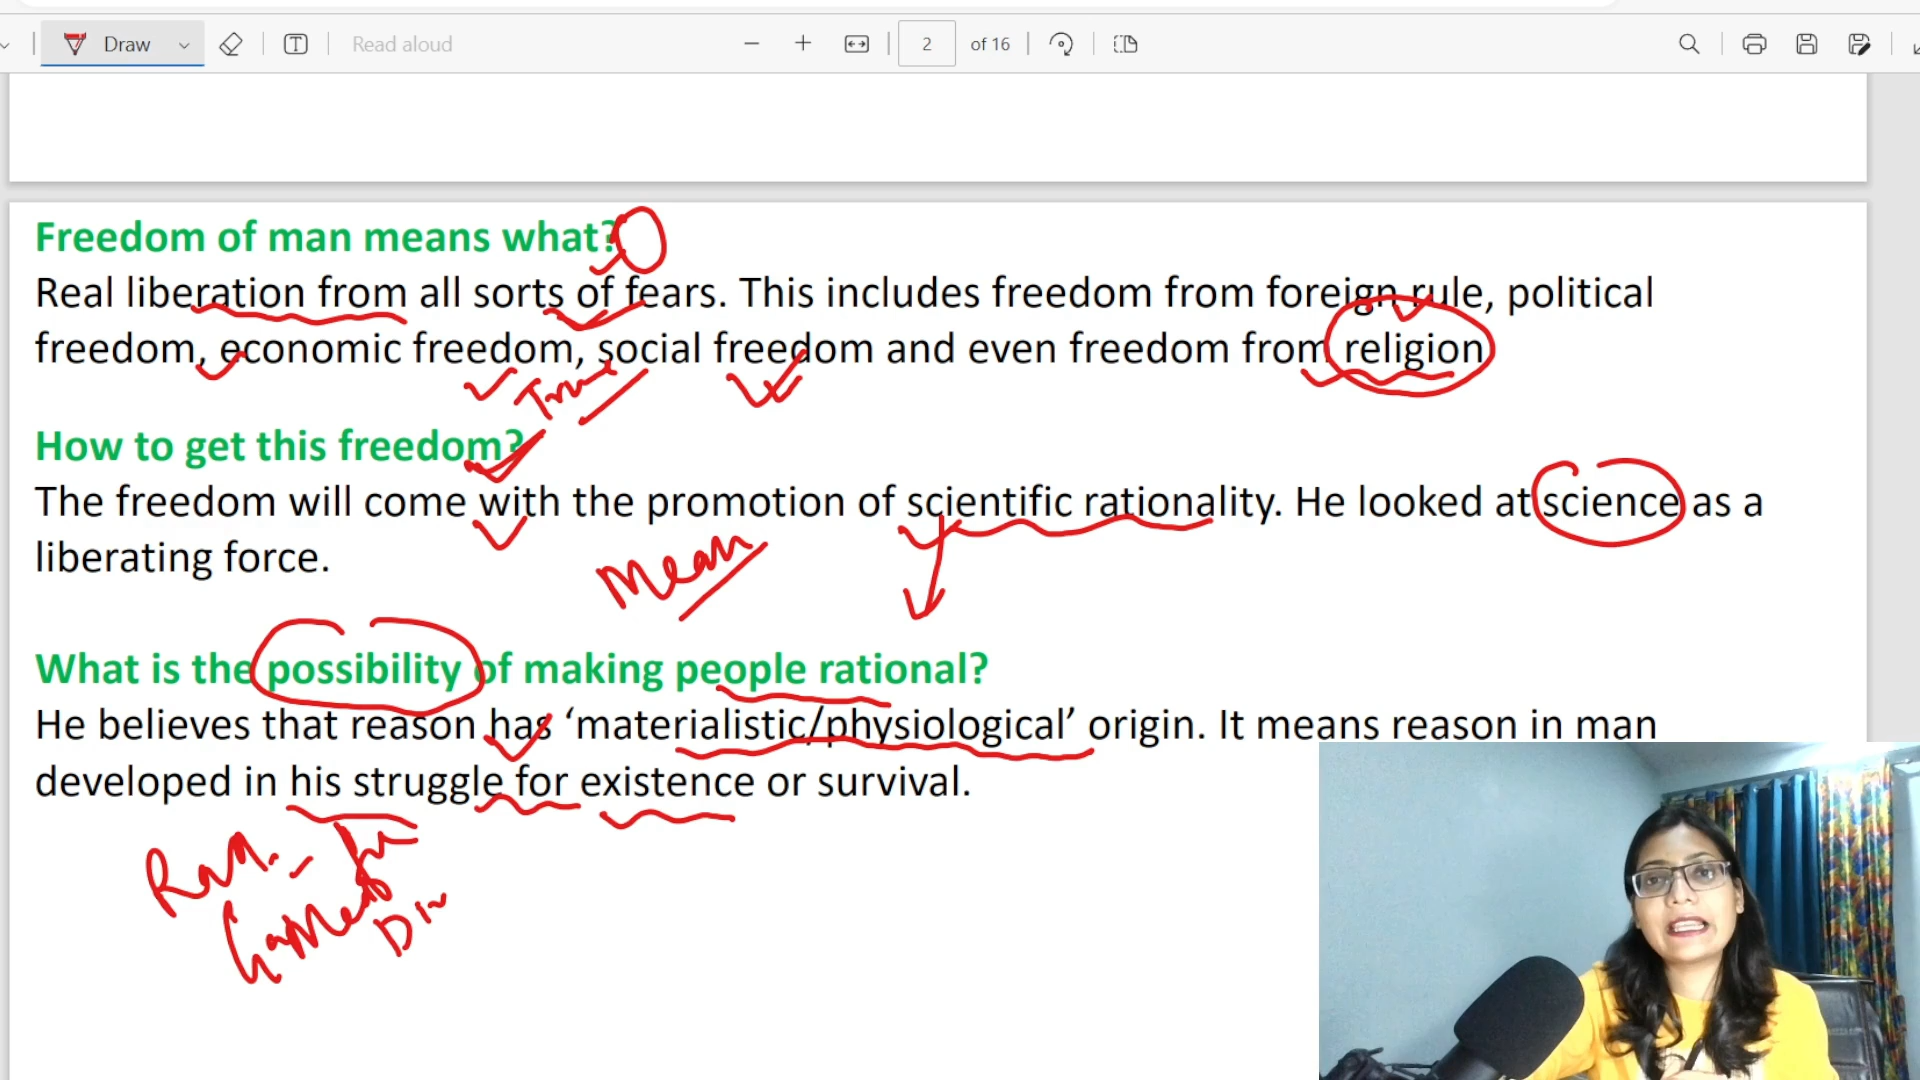 Draw Read aloud 2 of 16
Freedom of man means what?
Real liberation from all sorts of fears. This includes freedom from foreign rule, political
freedom, economic freedom, social freedom and even freedom from religion
How to get this freedom?
The freedom will come with the promotion of scientific rationality. He looked at science as a
liberating force.
Mean
What is the possibility of making people rational?
He believes that reason has ‘materialistic/physiological’ origin. It means reason in man
developed in his struggle for existence or survival.